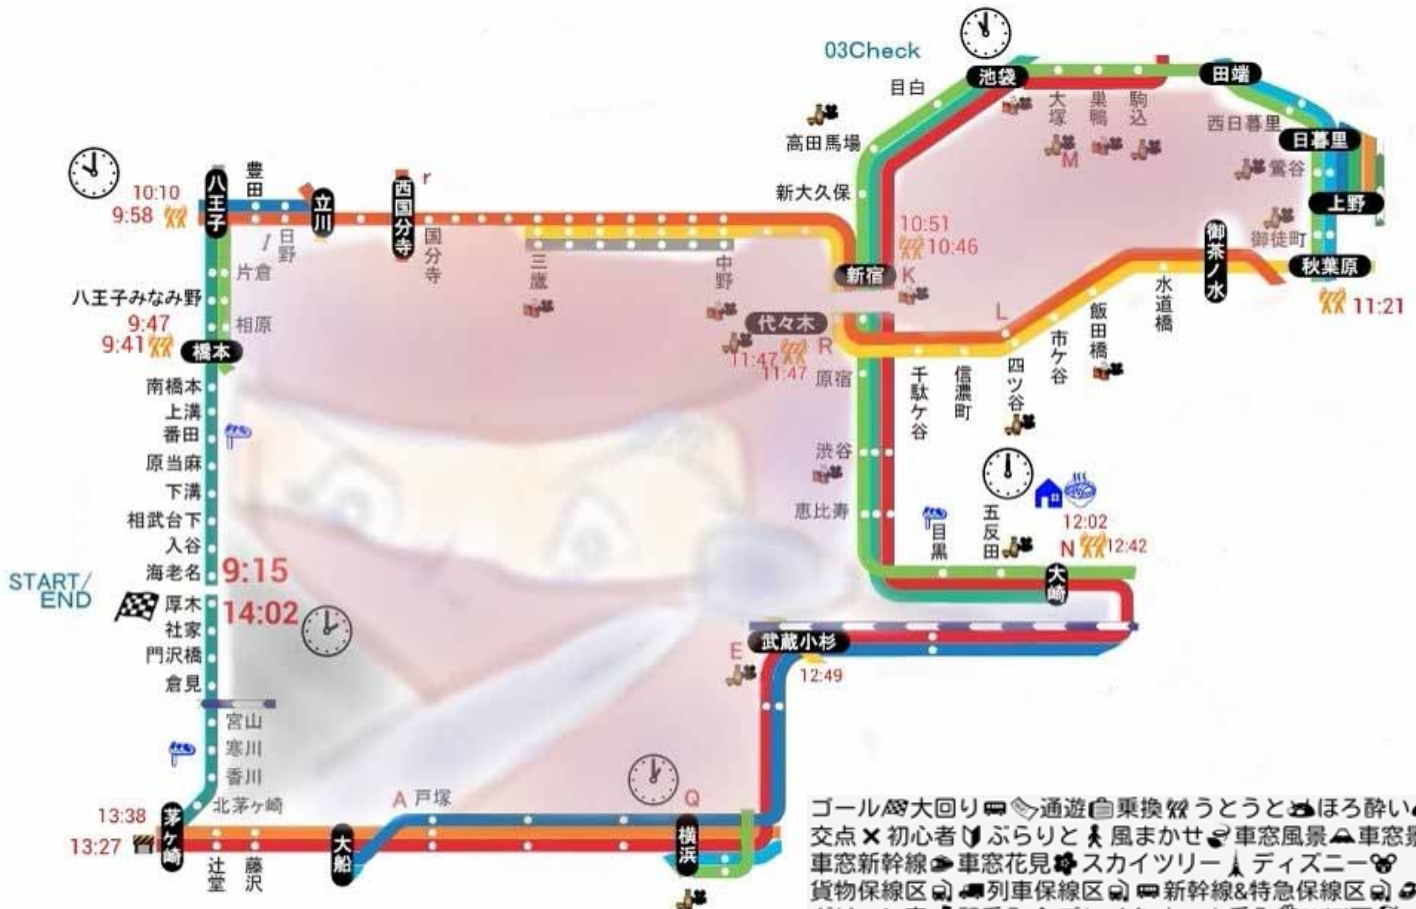 03Check
池袋
田端
目白
大塚
巣鴨
駒込
西日暮里
日暮里
高田馬場
M
鶯谷
新大久保
上野
豊田
八王子
立川
西国分寺
r
10:10
9:58
日野
国分寺
片倉
三鷹
中野
10:51
10:46
新宿
K
御茶ノ水
御徒町
秋葉原
11:21
水道橋
飯田橋
市ケ谷
L
四ツ谷
信濃町
千駄ケ谷
八王子みなみ野
9:47
相原
9:41
橋本
代々木
R
11:47
11:47
原宿
南橋本
上溝
番田
原当麻
渋谷
下溝
恵比寿
相武台下
目黒
五反田
12:02
N
12:42
入谷
大崎
海老名
9:15
START/
END
厚木
14:02
社家
門沢橋
倉見
武蔵小杉
E
12:49
宮山
寒川
香川
北茅ヶ崎
A
戸塚
Q
13:38
13:27
茅ヶ崎
辻堂
藤沢
大船
横浜
ゴール 大回り 通遊 乗換 うとうと ほろ酔い
交点 初心者 ぶらりと 風まかせ 車窓風景 車窓景
車窓新幹線 車窓花見 スカイツリー ディズニー
貨物保線区 列車保線区 新幹線&特急保線区